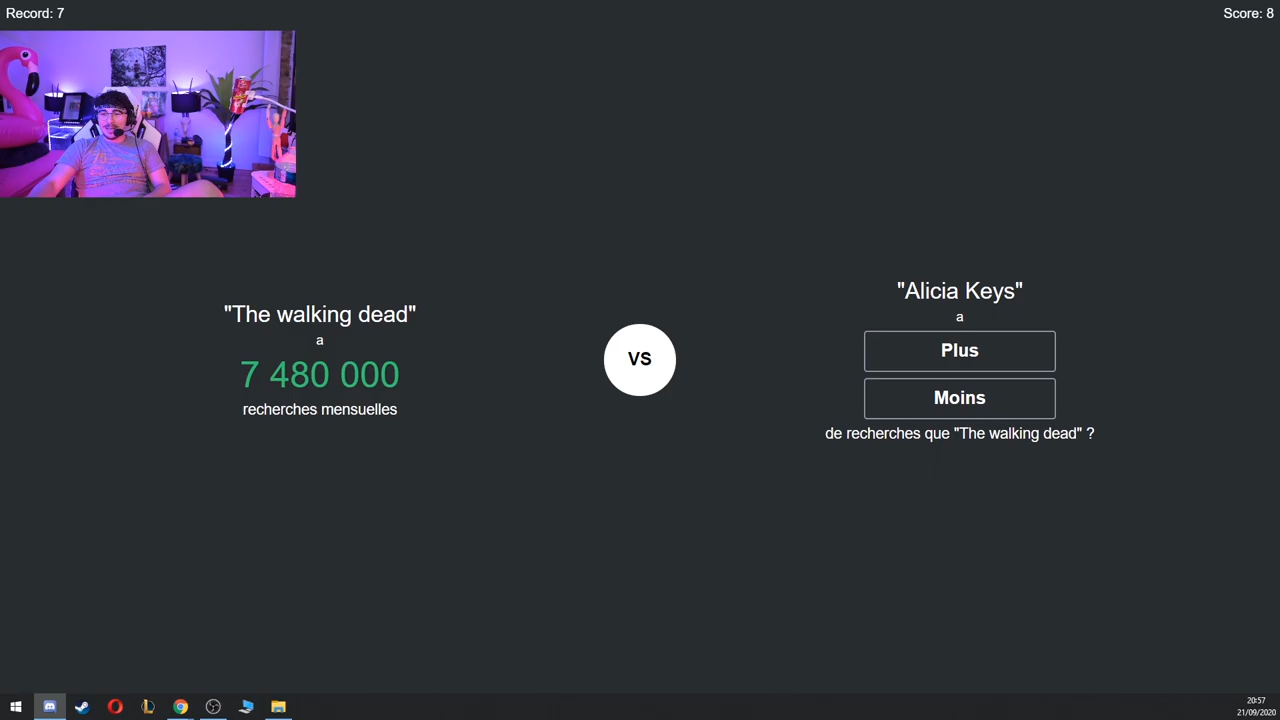 Record: 7
Score: 8
"The walking dead"
a
7 480 000
recherches mensuelles
VS
"Alicia Keys"
a
Plus
Moins
de recherches que "The walking dead" ?
20:57
21/09/2020